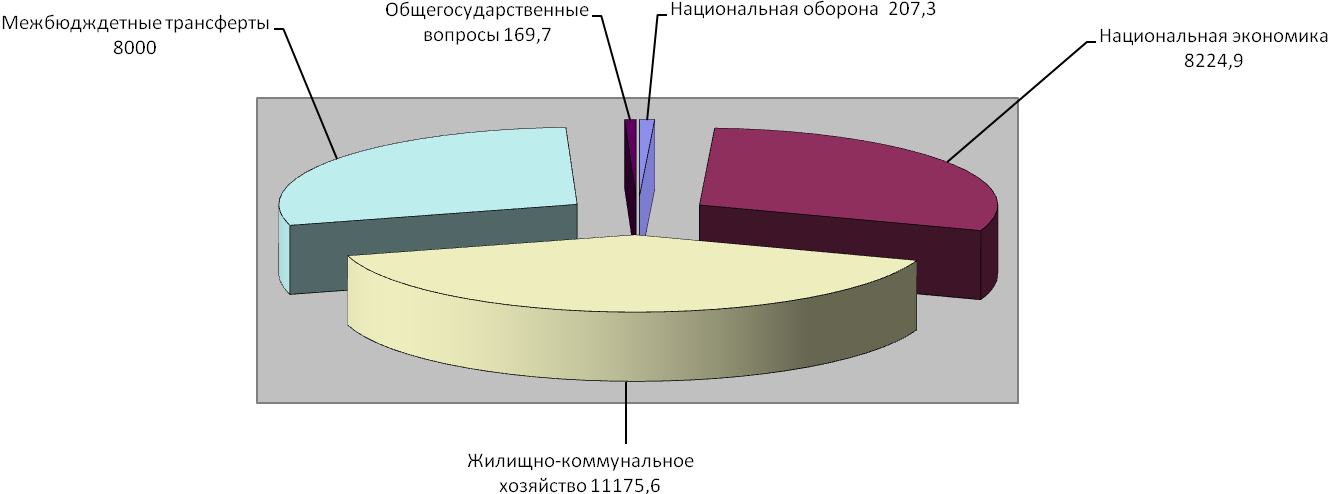 Межбюдждетные трансферты
8000
Общегосударственные
вопросы 169,7
Национальная оборона  207,3
Национальная экономика
8224,9
Жилищно-коммунальное
хозяйство 11175,6